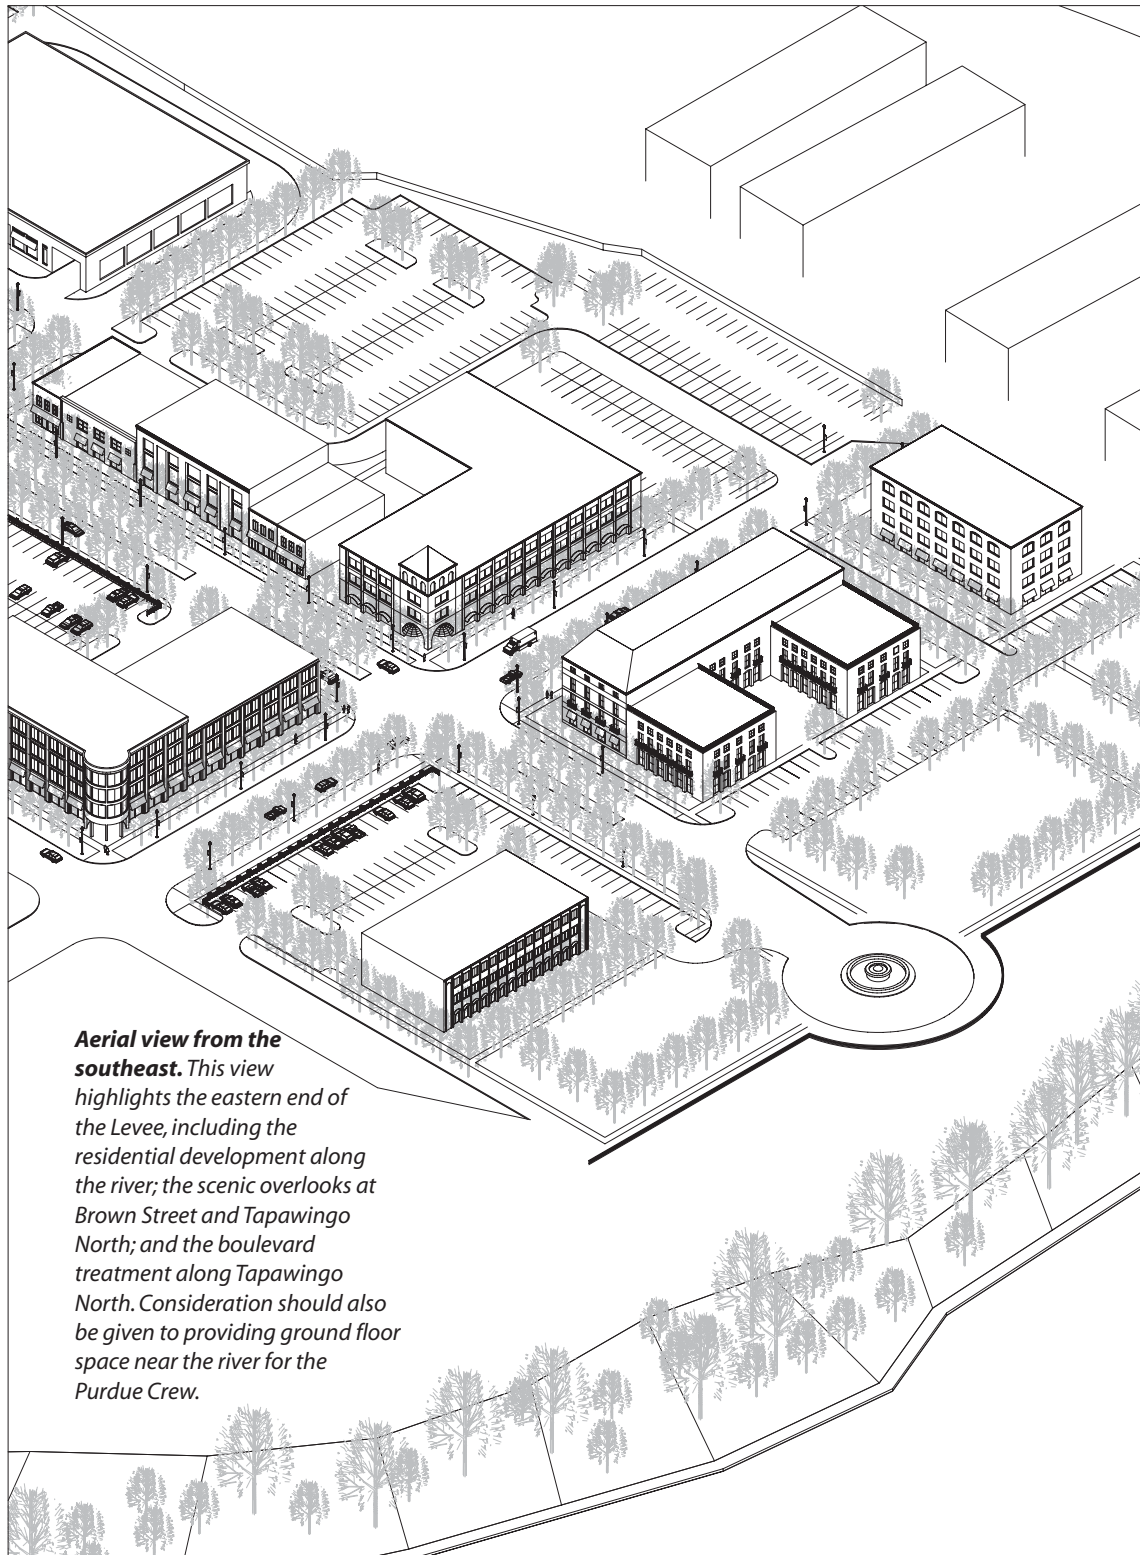 Aerial view from the
southeast. This view
highlights the eastern end of
the Levee, including the
residential development along
the river; the scenic overlooks at
Brown Street and Tapawingo
North; and the boulevard
treatment along Tapawingo
North. Consideration should also
be given to providing ground floor
space near the river for the
Purdue Crew.